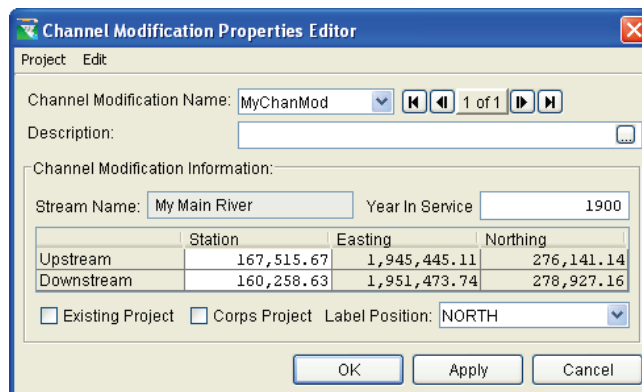 Channel Modification Properties Editor
Project Edit
Channel Modification Name: MyChanMod 1 of 1
Description: ...
Channel Modification Information:
Stream Name: My Main River Year In Service 1900
Station Easting Northing
Upstream 167,515.67 1,945,445.11 276,141.14
Downstream 160,258.63 1,951,473.74 278,927.16
Existing Project Corps Project Label Position: NORTH
OK Apply Cancel